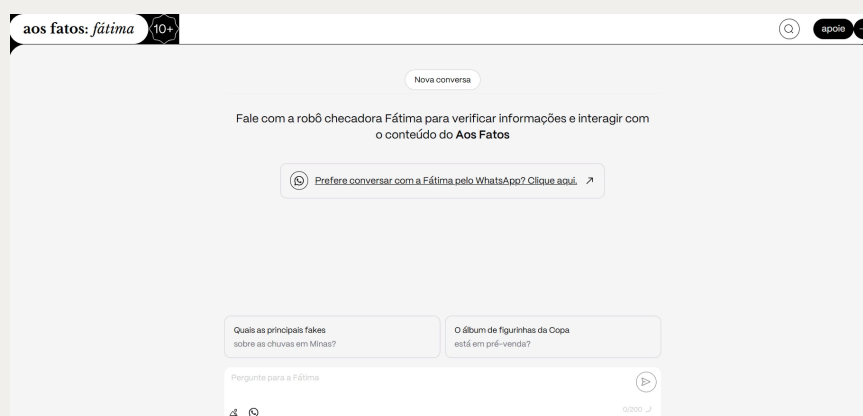 aos fatos: fátima 10+
apoie
Nova conversa
Fale com a robô checadora Fátima para verificar informações e interagir com
o conteúdo do Aos Fatos
Prefere conversar com a Fátima pelo WhatsApp? Clique aqui.
Quais as principais fakes
sobre as chuvas em Minas?
O álbum de figurinhas da Copa
está em pré-venda?
Pergunte para a Fátima
0/200